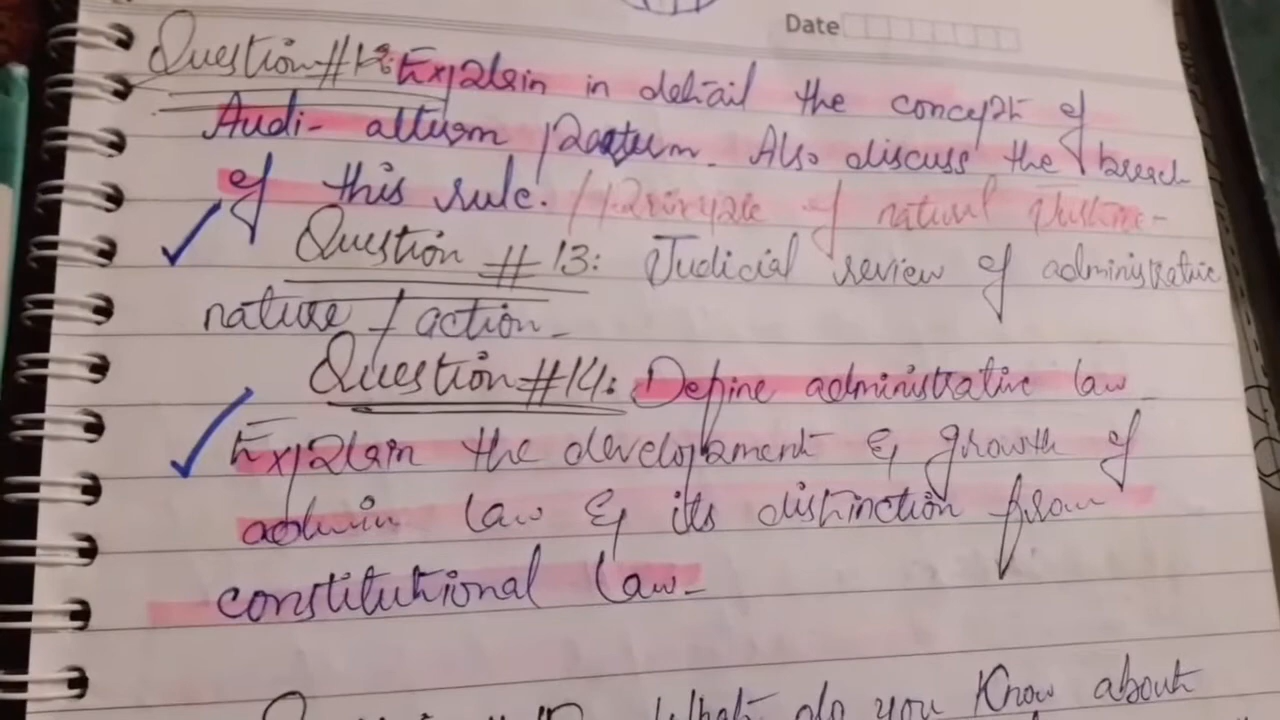 Date
Question#12: Explain in detail the concept of
Audi- alturm partum. Also discuss the breach
of this rule. / Principle of natural Justice-
Question # 13: Judicial review of administrative
nature / action-
Question#14: Define administrative law
Explain the development & growth of
admin law & its distinction from
constitutional law-
What do you Know about